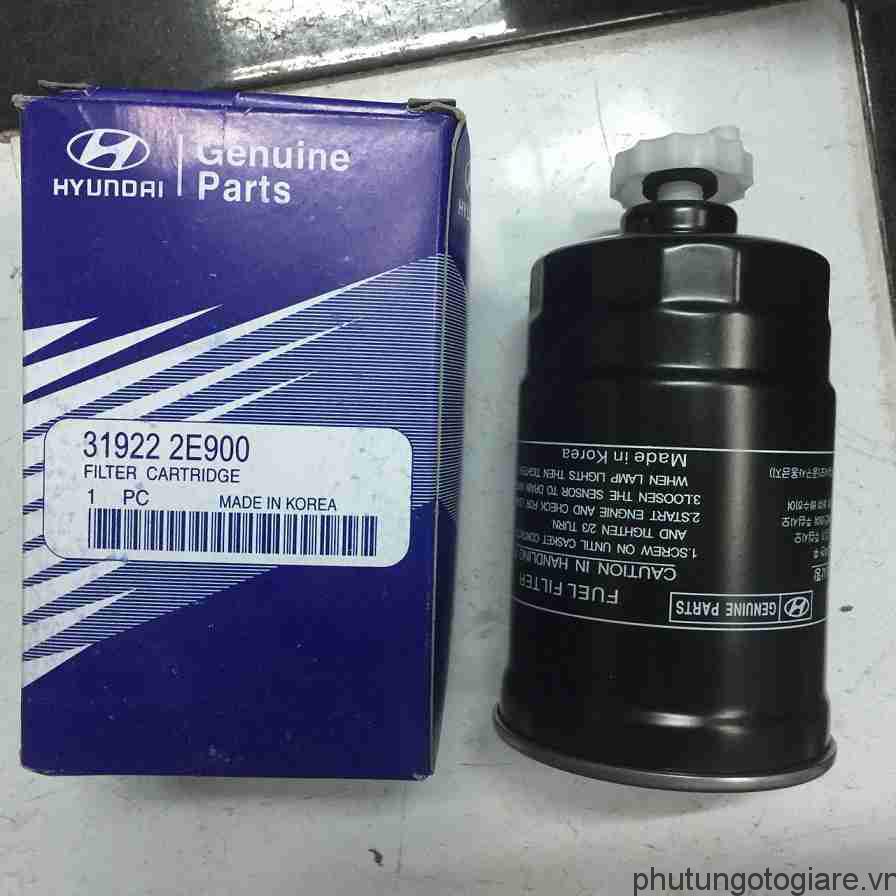 HYUNDAI
Genuine
Parts
31922 2E900
FILTER CARTRIDGE
1 PC MADE IN KOREA
GENUINE PARTS
FUEL FILTER
CAUTION IN HANDLING
1.SCREW ON UNTIL CASKET
AND TIGHTEN 2/3 TURN
2.START ENGNIE AND CHECK FOR
3.LOOSEN THE SENSOR TO DRAIN
WHEN LAMP LIGHTS THEN TIGHTEN
Made in Korea
phutungotogiare.vn